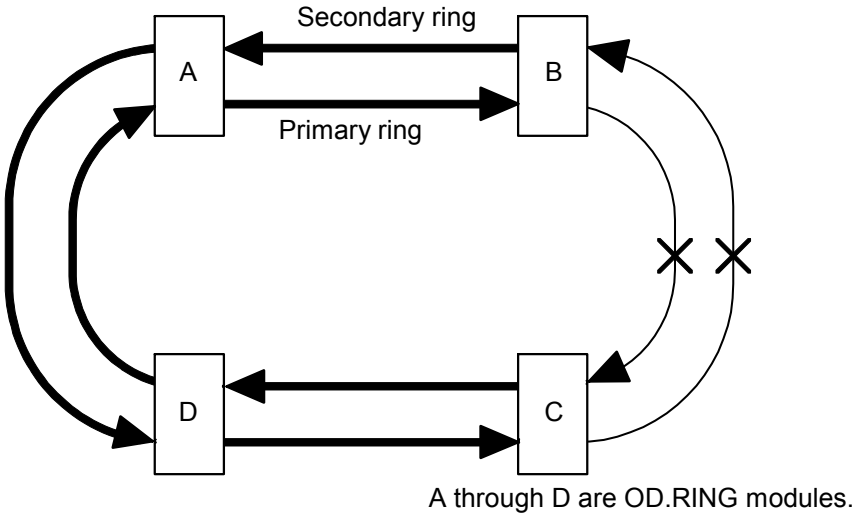 Secondary ring
A
B
Primary ring
D
C
A through D are OD.RING modules.